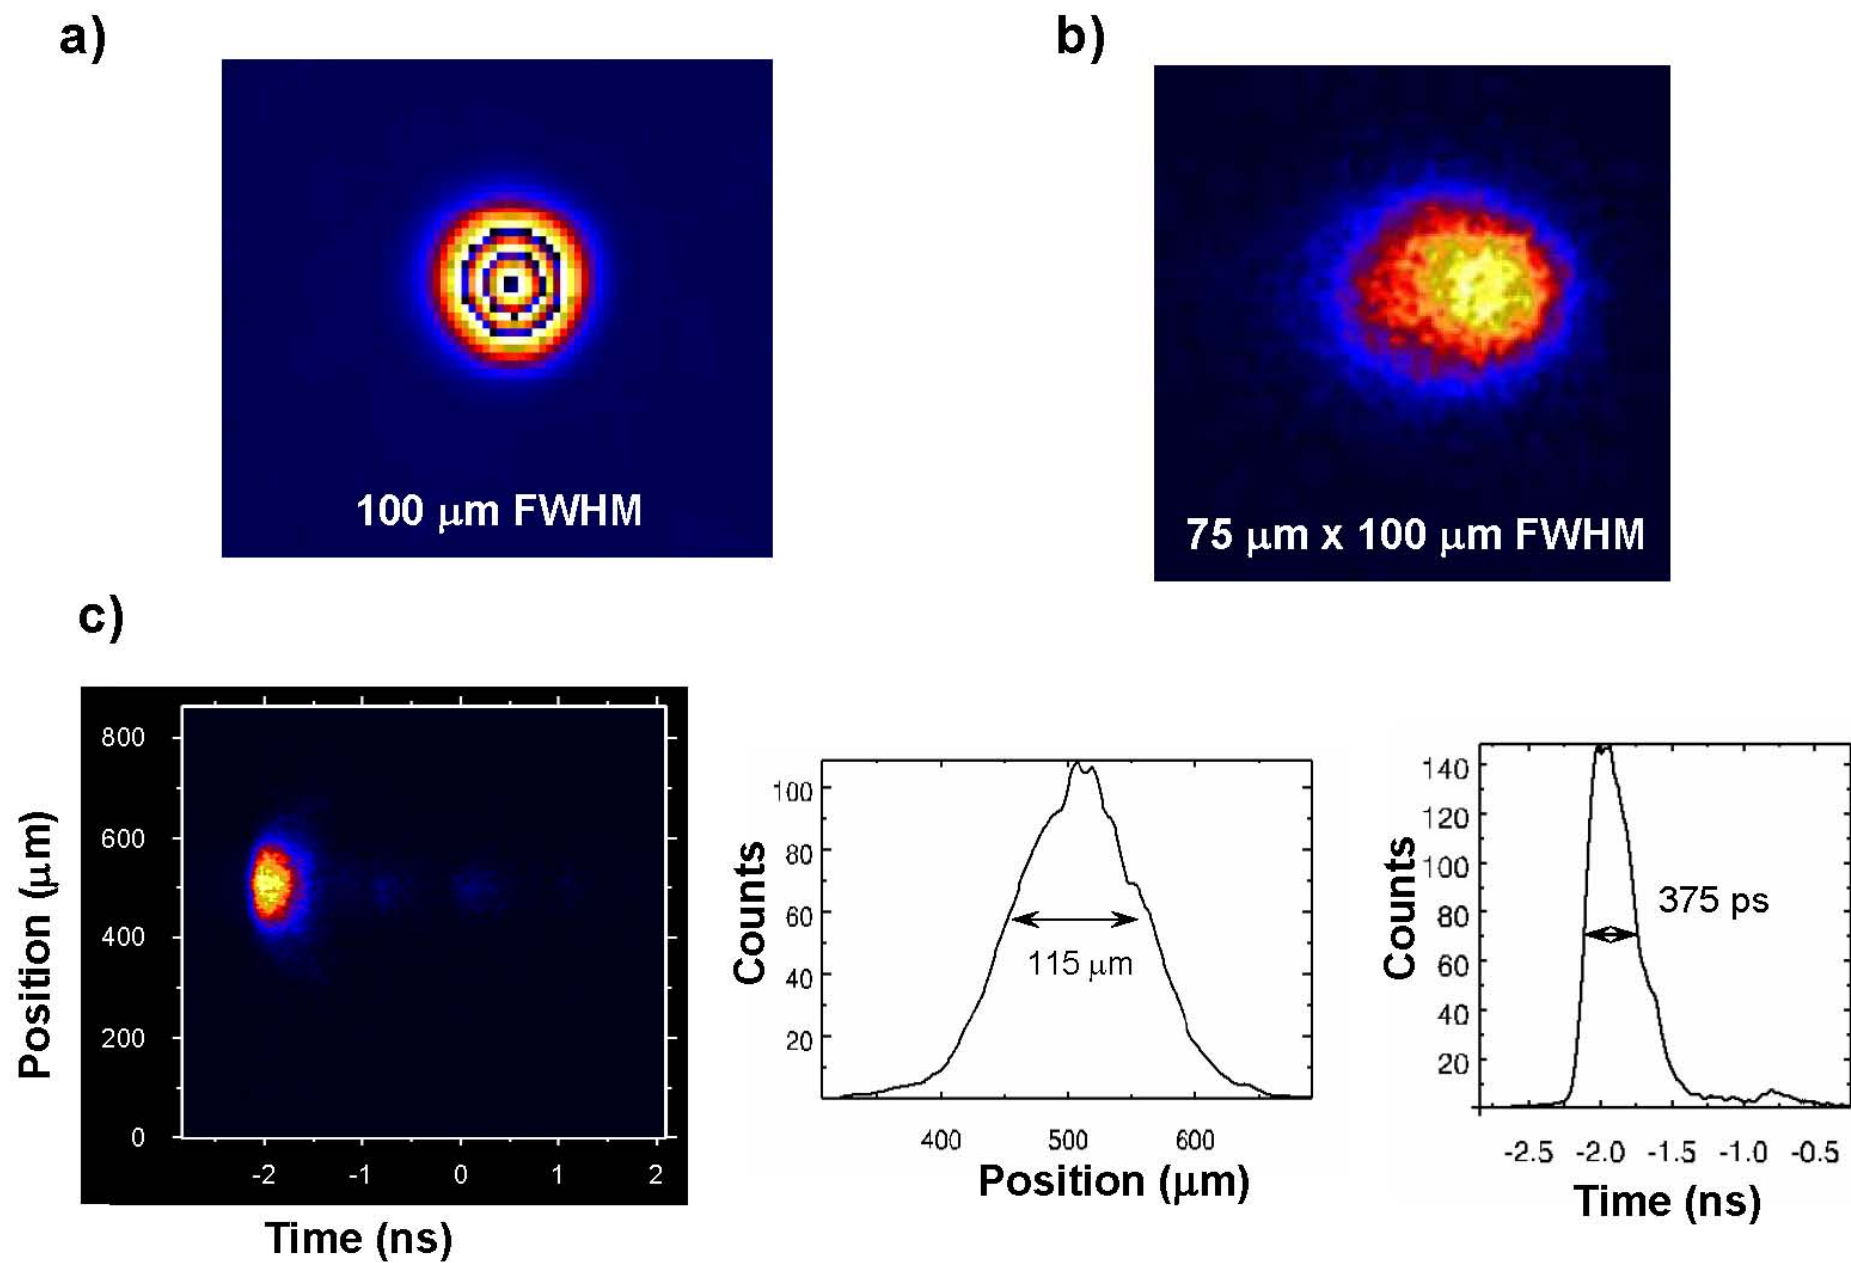 a)
100 μm FWHM
b)
75 μm x 100 μm FWHM
c)
Position (μm)
800
600
400
200
0
-2 -1 0 1 2
Time (ns)
Counts
100
80
60
40
20
115 μm
400 500 600
Position (μm)
Counts
140
120
100
80
60
40
20
375 ps
-2.5 -2.0 -1.5 -1.0 -0.5
Time (ns)